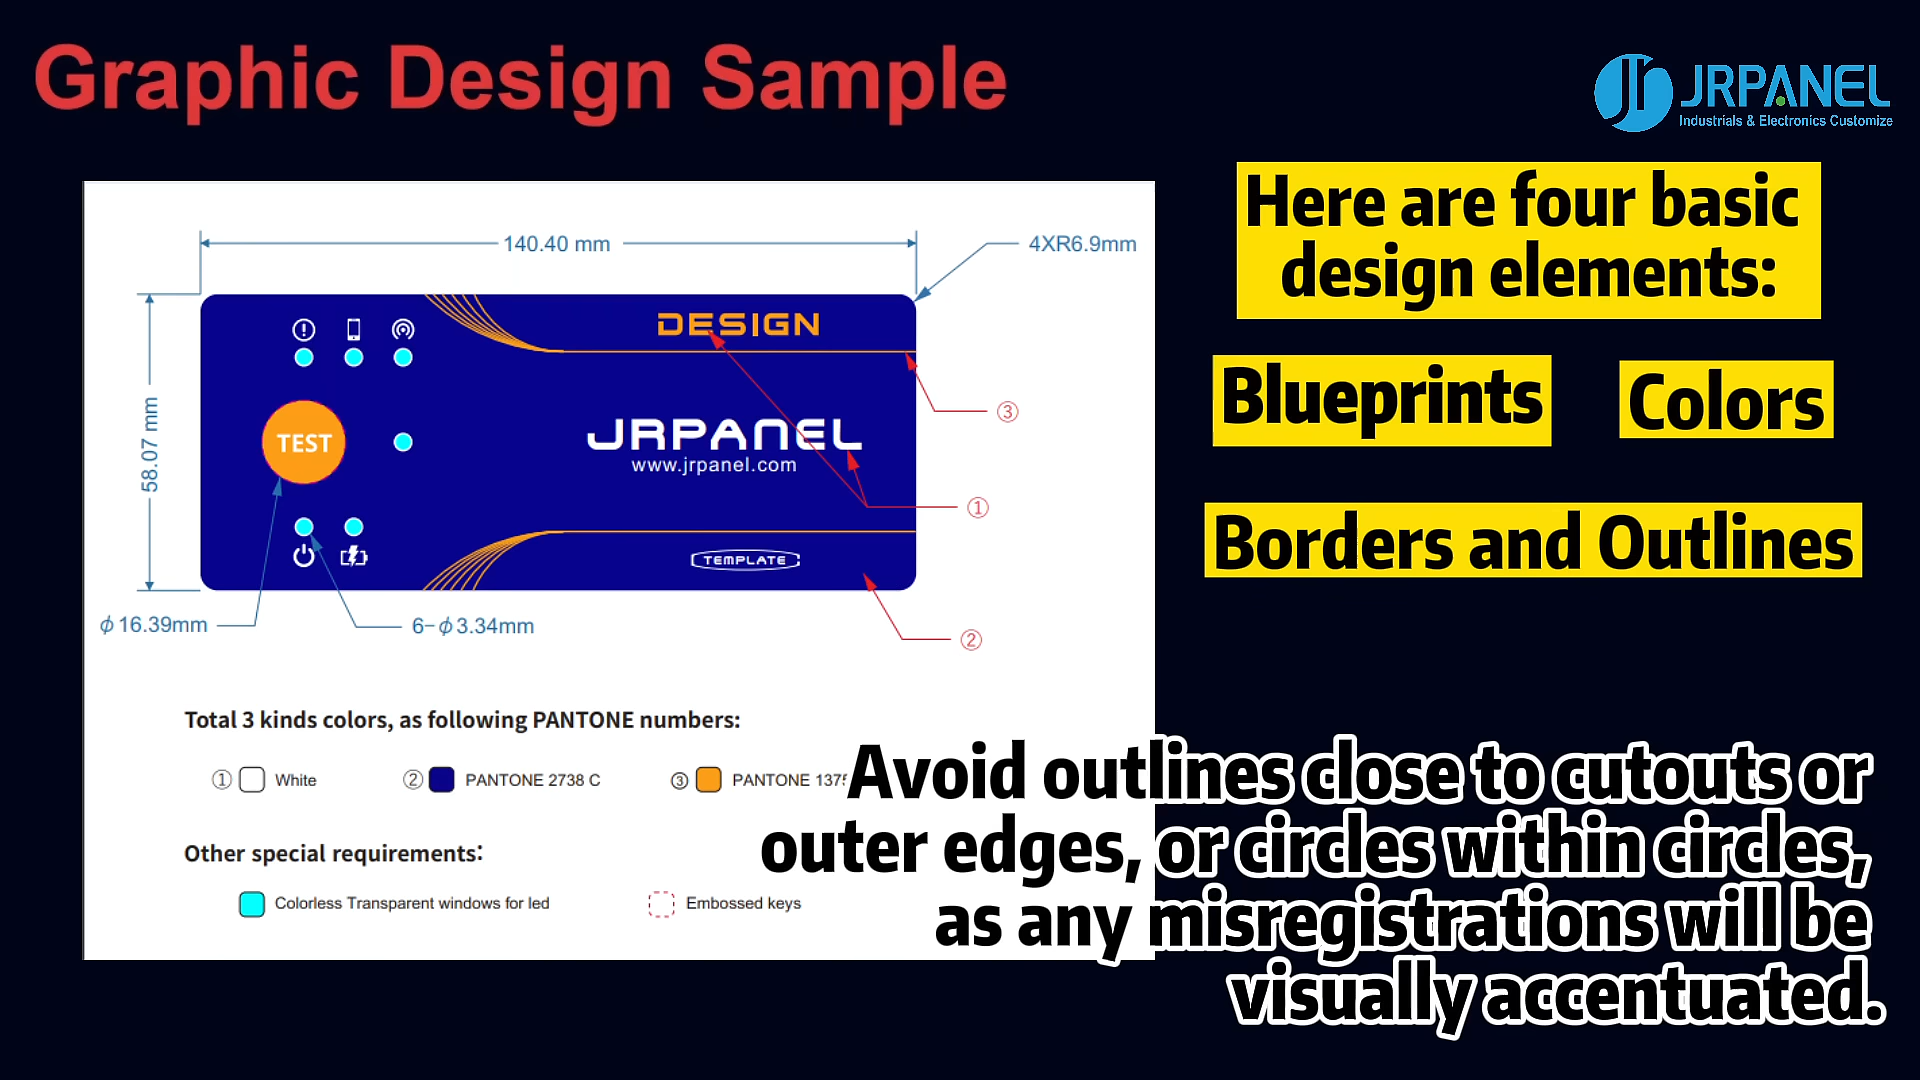 Graphic Design Sample
JRPANEL
Industrials & Electronics Customize
Here are four basic
design elements:
Blueprints
Colors
Borders and Outlines
140.40 mm
4XR6.9mm
58.07 mm
DESIGN
③
TEST
JRPANEL
www.jrpanel.com
①
TEMPLATE
ϕ16.39mm
6-ϕ3.34mm
②
Total 3 kinds colors, as following PANTONE numbers:
① White
② PANTONE 2738 C
③ PANTONE 137
Other special requirements:
Colorless Transparent windows for led
Embossed keys
Avoid outlines close to cutouts or
outer edges, or circles within circles,
as any misregistrations will be
visually accentuated.